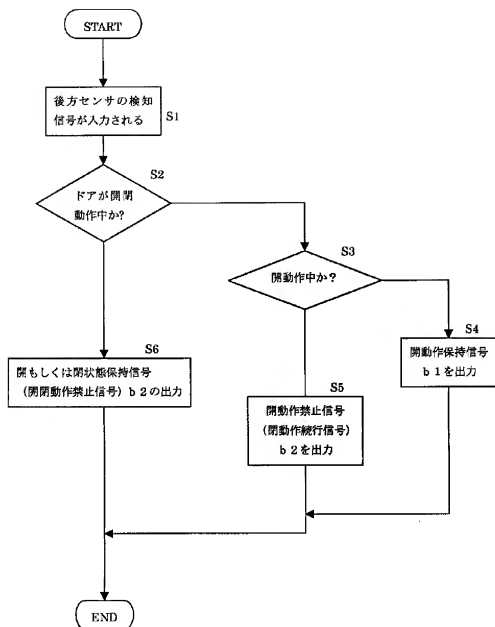 START
後方センサの検知
信号が入力される
S1
S2
ドアが開閉
動作中か?
S3
開動作中か?
S4
開動作保持信号
b1を出力
S6
開もしくは閉状態保持信号
(開閉動作禁止信号) b2の出力
S5
開動作禁止信号
(閉動作続行信号)
b2を出力
END